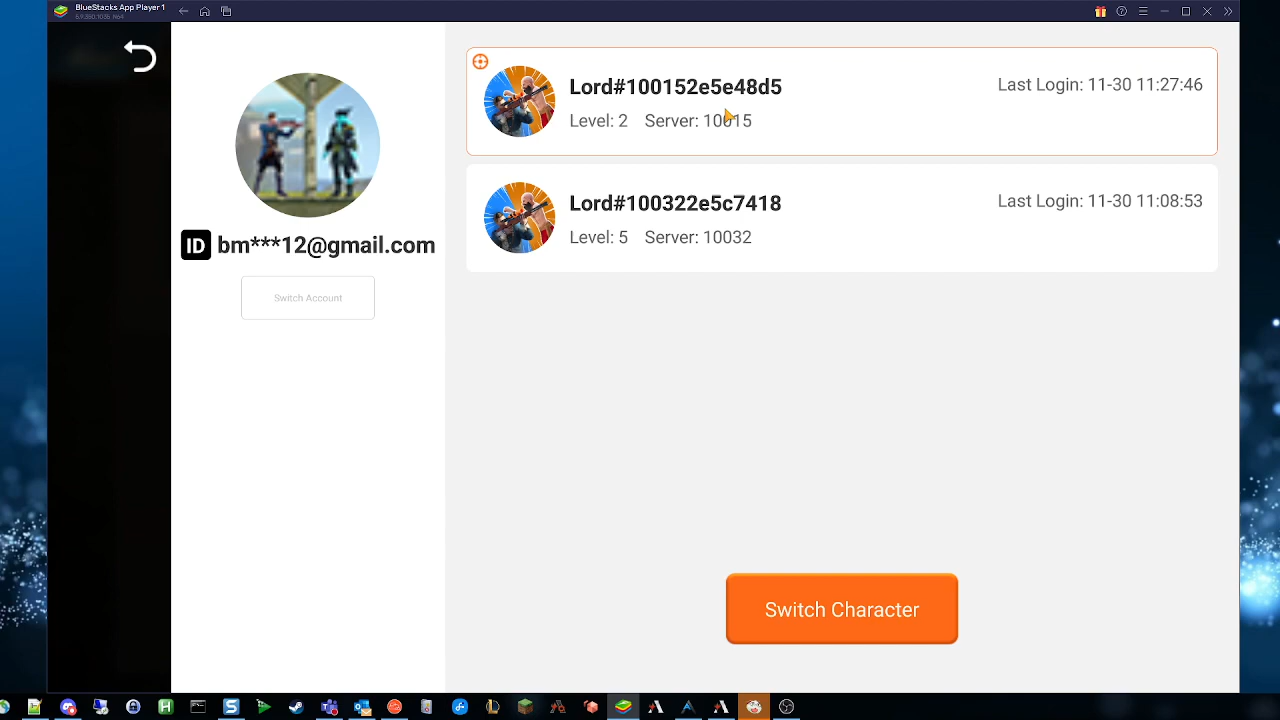 BlueStacks App Player 1
Lord#100152e5e48d5
Level: 2 Server: 10015
Last Login: 11-30 11:27:46
ID bm***12@gmail.com
Switch Account
Lord#100322e5c7418
Level: 5 Server: 10032
Last Login: 11-30 11:08:53
Switch Character